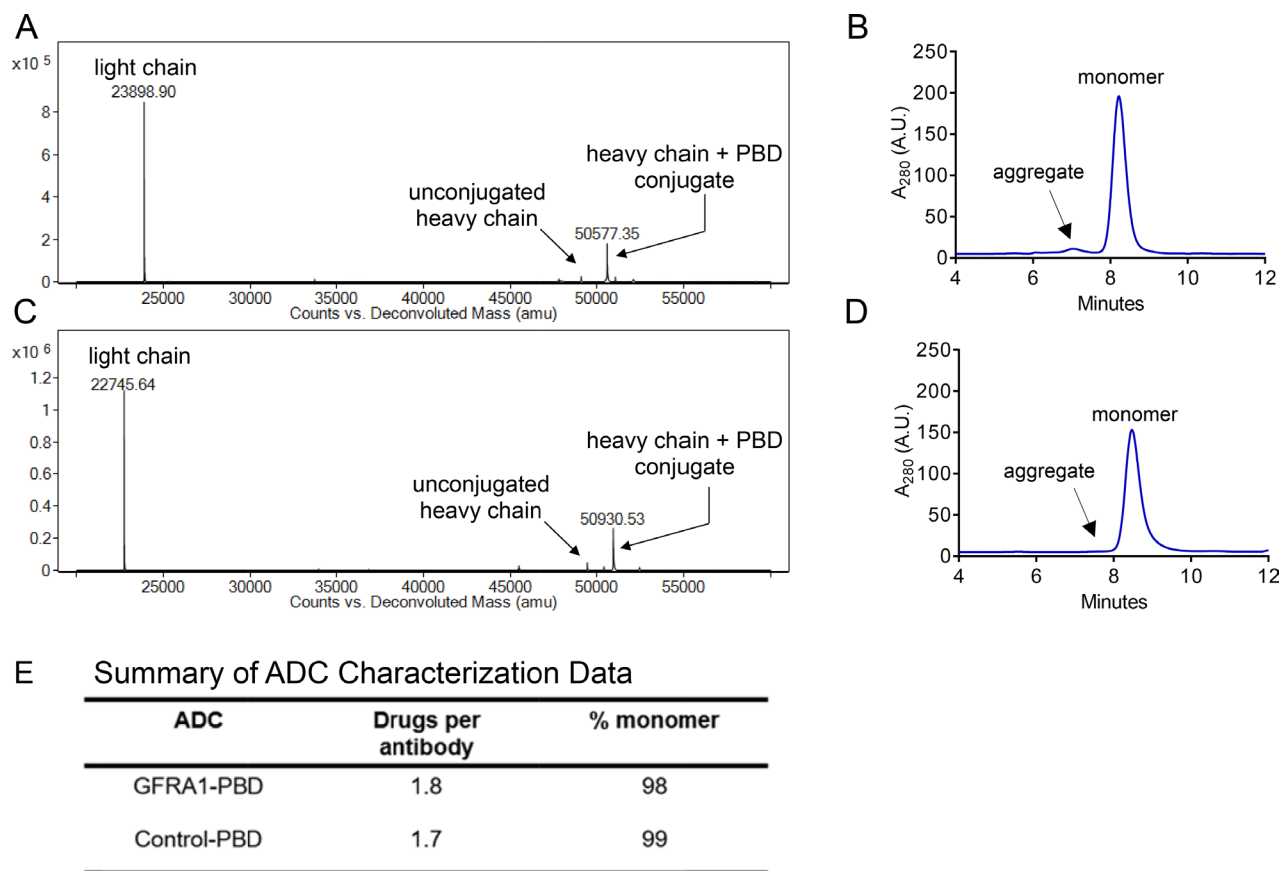 A
x10 5
light chain
23898.90
8
6
4
2
0
unconjugated
heavy chain
heavy chain + PBD
conjugate
50577.35
25000 30000 35000 40000 45000 50000 55000
Counts vs. Deconvoluted Mass (amu)
B
A280 (A.U.)
250
200
150
100
50
0
monomer
aggregate
4 6 8 10 12
Minutes
C
x10 6
light chain
22745.64
1.2
1
0.8
0.6
0.4
0.2
0
unconjugated
heavy chain
heavy chain + PBD
conjugate
50930.53
25000 30000 35000 40000 45000 50000 55000
Counts vs. Deconvoluted Mass (amu)
D
A280 (A.U.)
250
200
150
100
50
0
monomer
aggregate
4 6 8 10 12
Minutes
E Summary of ADC Characterization Data
ADC Drugs per antibody % monomer
GFRA1-PBD 1.8 98
Control-PBD 1.7 99